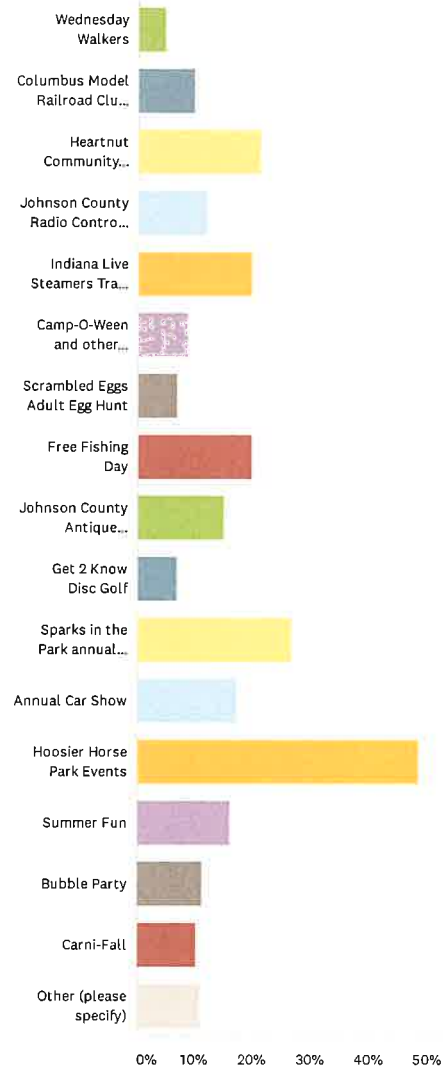 Wednesday
Walkers
Columbus Model
Railroad Clu...
Heartnut
Community...
Johnson County
Radio Contro...
Indiana Live
Steamers Tra...
Camp-O-Ween
and other...
Scrambled Eggs
Adult Egg Hunt
Free Fishing
Day
Johnson County
Antique...
Get 2 Know
Disc Golf
Sparks in the
Park annual...
Annual Car Show
Hoosier Horse
Park Events
Summer Fun
Bubble Party
Carni-Fall
Other (please
specify)
0% 10% 20% 30% 40% 50%